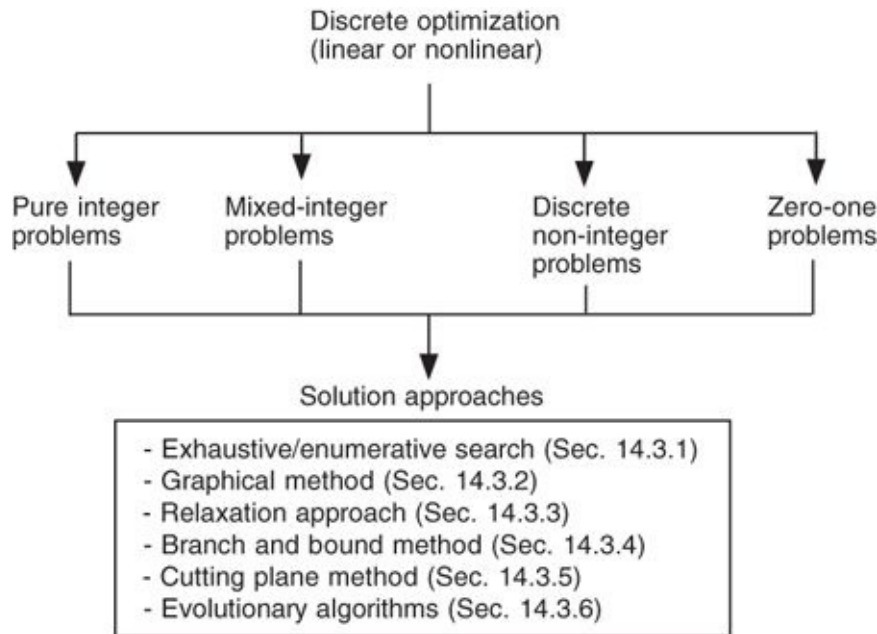 Discrete optimization
(linear or nonlinear)
Pure integer
problems
Mixed-integer
problems
Discrete
non-integer
problems
Zero-one
problems
Solution approaches
- Exhaustive/enumerative search (Sec. 14.3.1)
- Graphical method (Sec. 14.3.2)
- Relaxation approach (Sec. 14.3.3)
- Branch and bound method (Sec. 14.3.4)
- Cutting plane method (Sec. 14.3.5)
- Evolutionary algorithms (Sec. 14.3.6)